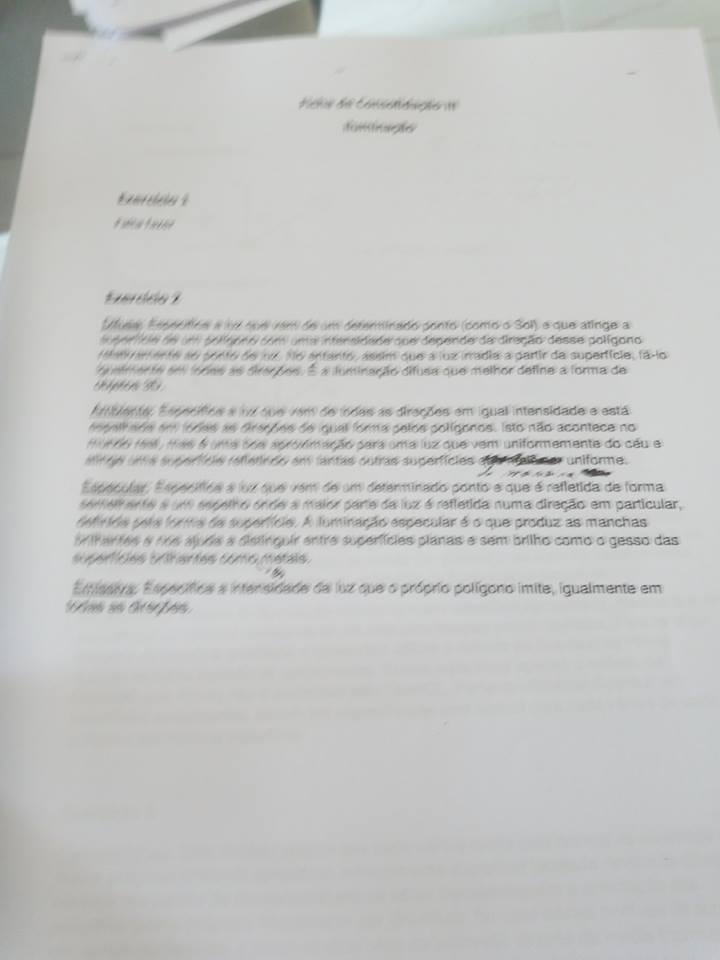 Ficha de Consolidação
Iluminação
Exercício 1
Falta fazer
Exercício 2
Difusa: Especifica a luz que vem de um determinado ponto (como o Sol) e que atinge a
superfície de um polígono com uma intensidade que depende da direção desse polígono
relativamente ao ponto de luz. No entanto, assim que a luz irradia a partir da superfície, fá-lo
igualmente em todas as direções. É a iluminação difusa que melhor define a forma de
objetos 3D.
Ambiente: Especifica a luz que vem de todas as direções em igual intensidade e está
espalhada em todas as direções de igual forma pelos polígonos. Isto não acontece no
mundo real, mas é uma boa aproximação para uma luz que vem uniformemente do céu e
atinge uma superfície refletindo em tantas outras superfícies uniforme.
Especular: Especifica a luz que vem de um determinado ponto e que é refletida de forma
semelhante a um espelho onde a maior parte da luz é refletida numa direção em particular,
definida pela forma da superfície. A iluminação especular é o que produz as manchas
brilhantes e nos ajuda a distinguir entre superfícies planas e sem brilho como o gesso das
superfícies brilhantes como metais.
Emissiva: Especifica a intensidade da luz que o próprio polígono imite, igualmente em
todas as direções.